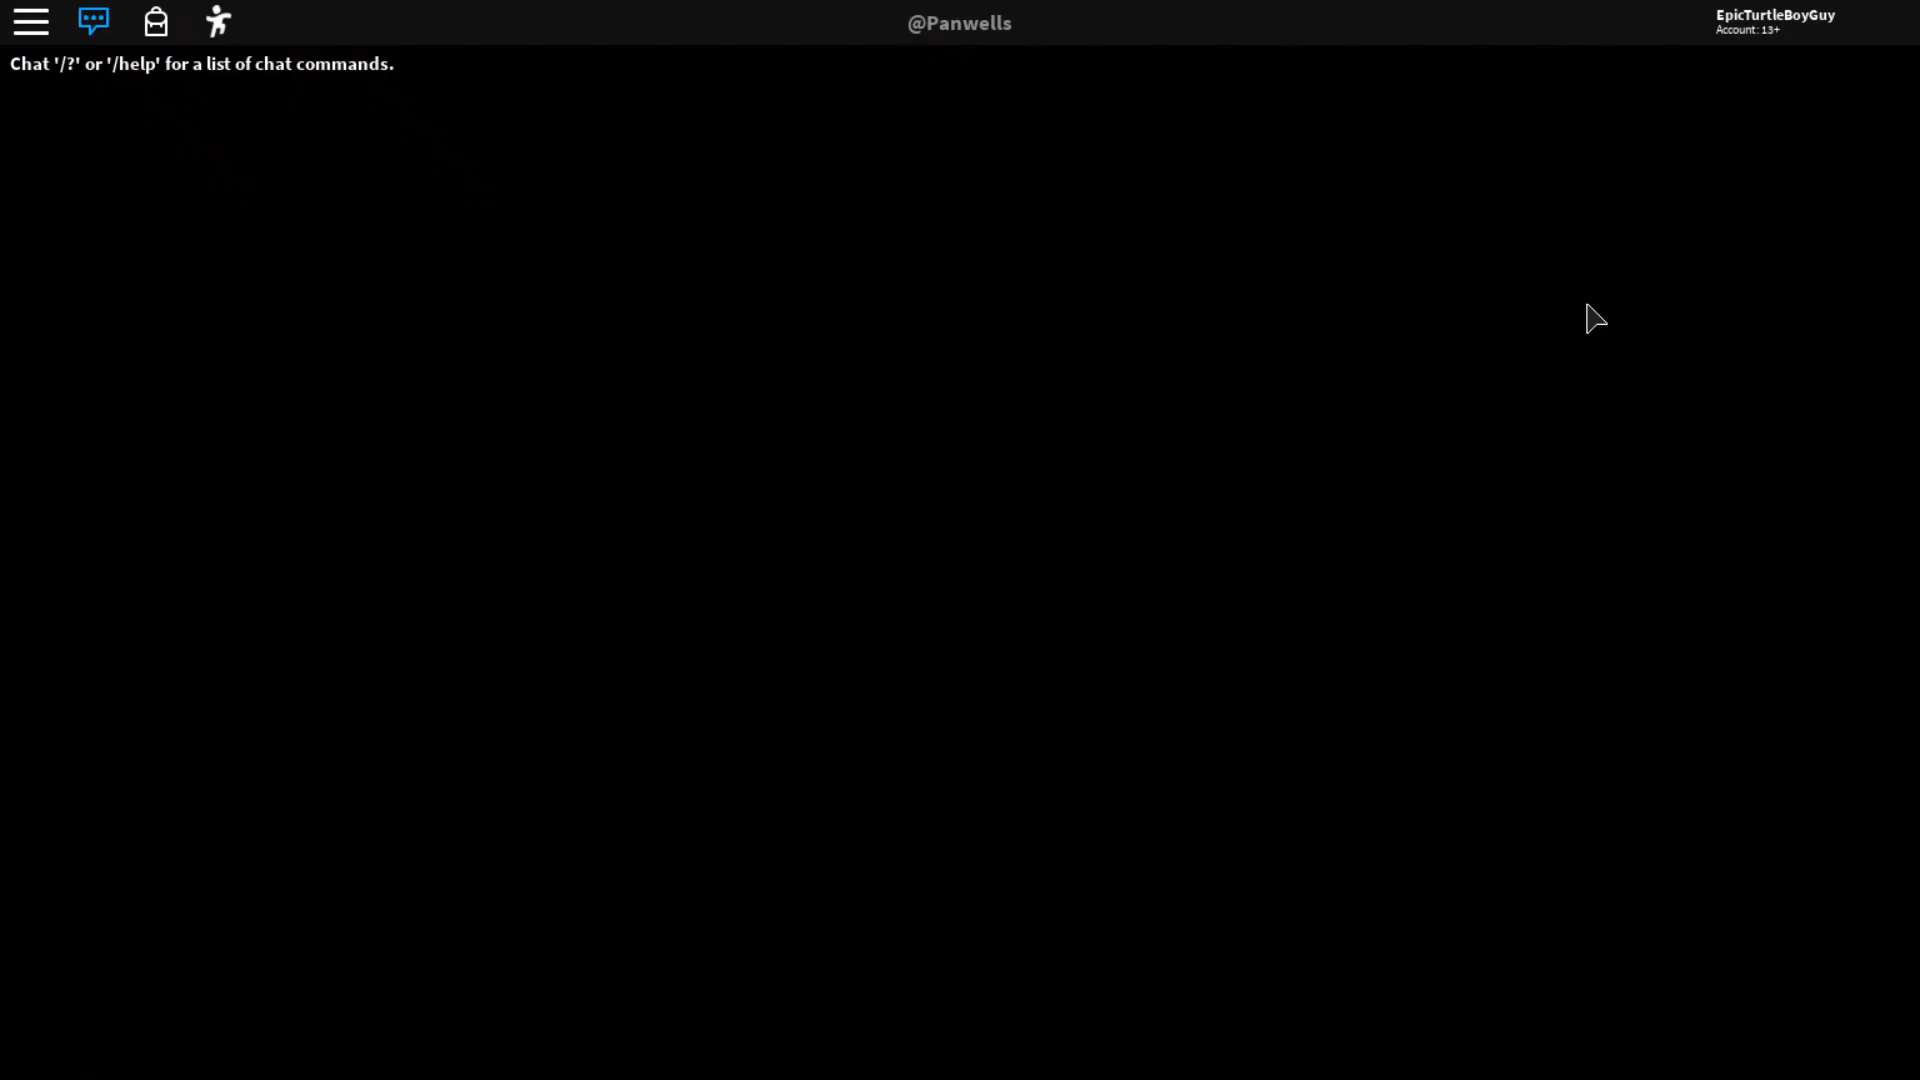 @Panwells
EpicTurtleBoyGuy
Account: 13+
Chat '/?' or '/help' for a list of chat commands.